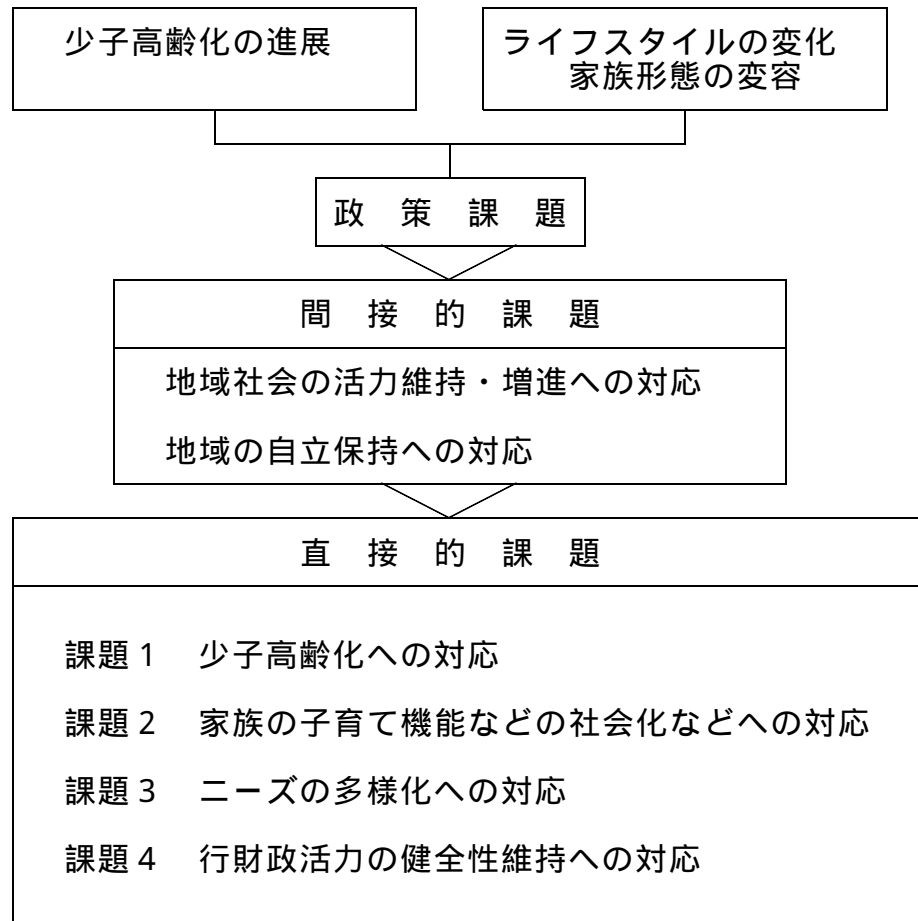 少子高齢化の進展
ライフスタイルの変化
家族形態の変容
政　策　課　題
間　接　的　課　題
地域社会の活力維持・増進への対応
地域の自立保持への対応
直　接　的　課　題
課題1　少子高齢化への対応
課題2　家族の子育て機能などの社会化などへの対応
課題3　ニーズの多様化への対応
課題4　行財政活力の健全性維持への対応